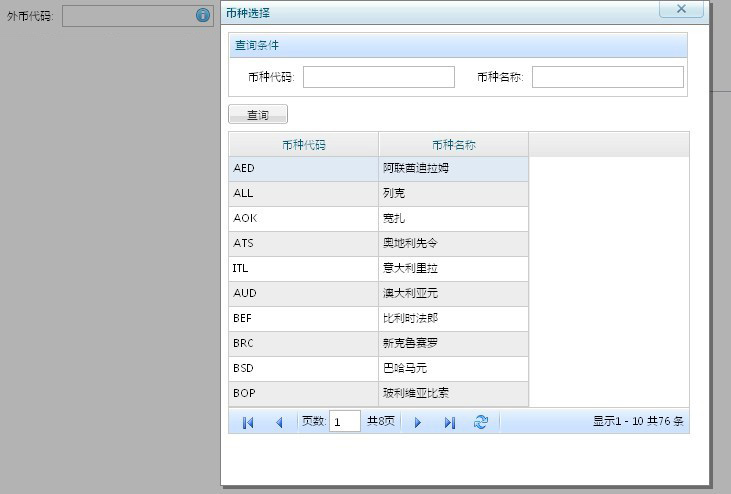 外币代码:
币种选择
查询条件
币种代码: 币种名称:
查询
币种代码 币种名称
AED 阿联酋迪拉姆
ALL 列克
AOK 宽扎
ATS 奥地利先令
ITL 意大利里拉
AUD 澳大利亚元
BEF 比利时法郎
BRC 新克鲁赛罗
BSD 巴哈马元
BOP 玻利维亚比索
页数: 1 共8页 显示1 - 10 共76 条